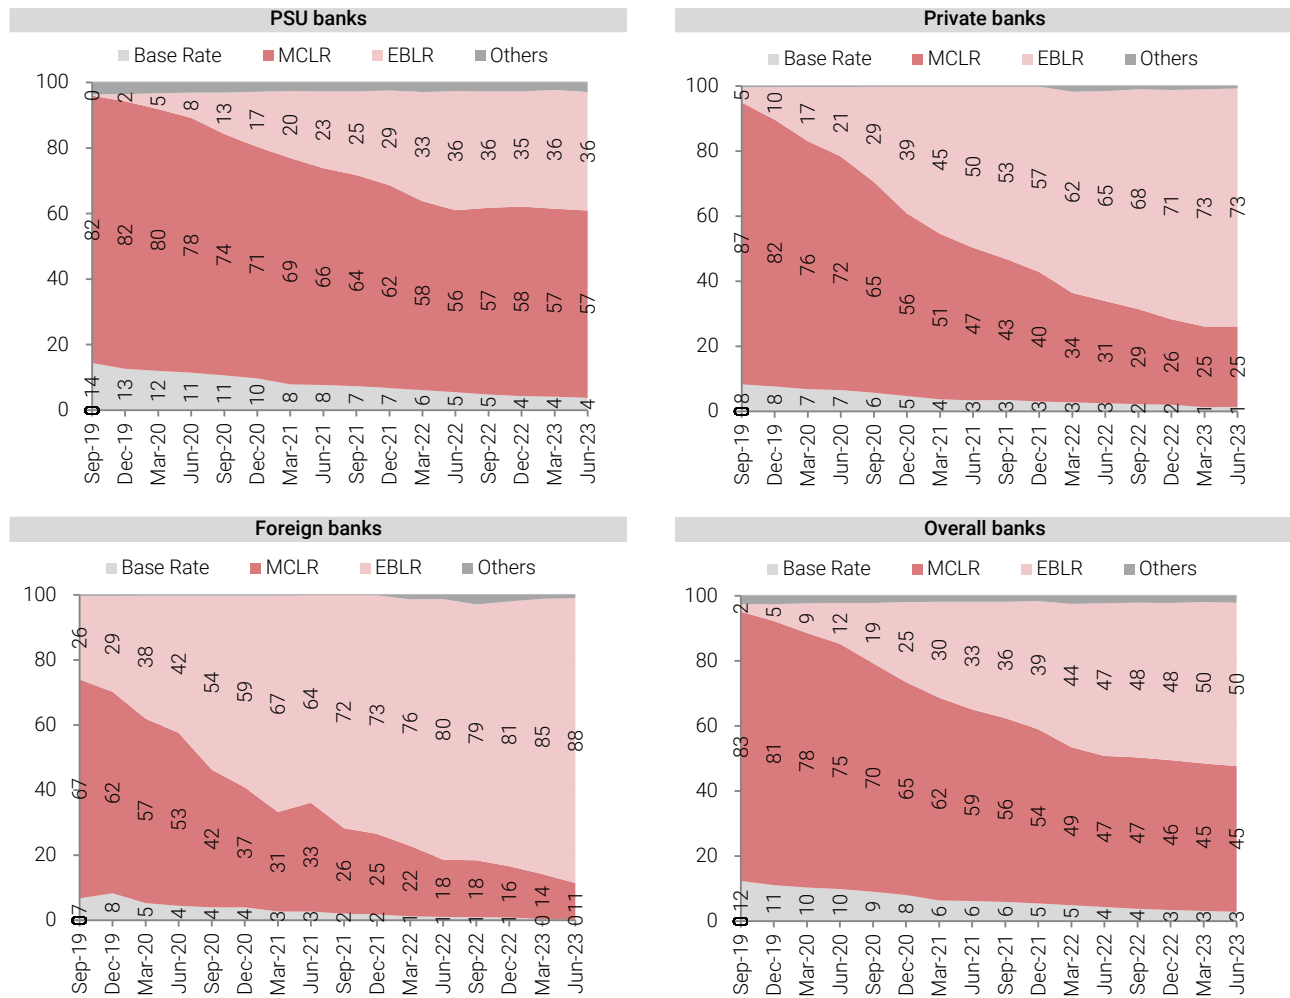 PSU banks
Base Rate MCLR EBLR Others
100
80
60
40
20
0
0 2 5 8 13 17 20 23 25 29 33 36 36 35 36 36
82 82 80 78 74 71 69 66 64 62 58 56 57 58 57 57
14 13 12 11 11 10 8 8 7 7 6 5 5 4 4 4
Sep-19 Dec-19 Mar-20 Jun-20 Sep-20 Dec-20 Mar-21 Jun-21 Sep-21 Dec-21 Mar-22 Jun-22 Sep-22 Dec-22 Mar-23 Jun-23
Private banks
Base Rate MCLR EBLR Others
100
80
60
40
20
0
5 10 17 21 29 39 45 50 53 57 62 65 68 71 73 73
87 82 76 72 65 56 51 47 43 40 34 31 29 26 25 25
8 8 7 7 6 5 4 3 3 3 3 3 2 2 1 1
Sep-19 Dec-19 Mar-20 Jun-20 Sep-20 Dec-20 Mar-21 Jun-21 Sep-21 Dec-21 Mar-22 Jun-22 Sep-22 Dec-22 Mar-23 Jun-23
Foreign banks
Base Rate MCLR EBLR Others
100
80
60
40
20
0
26 29 38 42 54 59 67 64 72 73 76 80 79 81 85 88
67 62 57 53 42 37 31 33 26 25 22 18 18 16 14 11
7 8 5 4 4 4 3 3 2 2 1 1 1 1 0 0
Sep-19 Dec-19 Mar-20 Jun-20 Sep-20 Dec-20 Mar-21 Jun-21 Sep-21 Dec-21 Mar-22 Jun-22 Sep-22 Dec-22 Mar-23 Jun-23
Overall banks
Base Rate MCLR EBLR Others
100
80
60
40
20
0
2 5 9 12 19 25 30 33 36 39 44 47 48 48 50 50
83 81 78 75 70 65 62 59 56 54 49 47 47 46 45 45
12 11 10 10 9 8 6 6 6 5 5 4 4 3 3 3
Sep-19 Dec-19 Mar-20 Jun-20 Sep-20 Dec-20 Mar-21 Jun-21 Sep-21 Dec-21 Mar-22 Jun-22 Sep-22 Dec-22 Mar-23 Jun-23